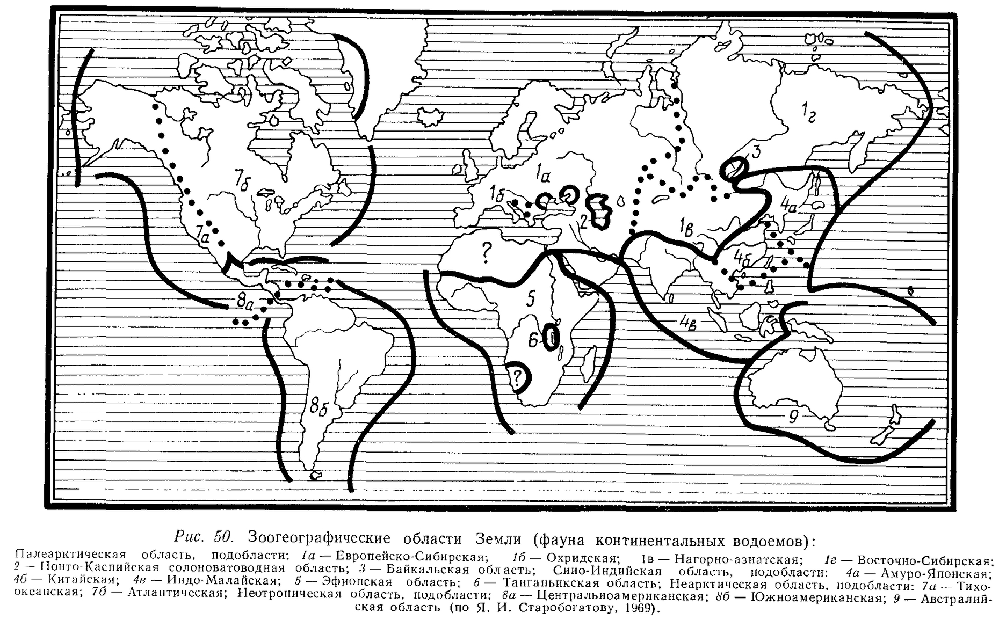 1г
3
7б
1а
1б
4а
2
7а
1в
?
4б
5
8а
4в
6
?
8б
9
Рис. 50. Зоогеографические области Земли (фауна континентальных водоемов):
Палеарктическая область, подобласти: 1а — Европейско-Сибирская; 1б — Охридская; 1в — Нагорно-азиатская; 1г — Восточно-Сибирская;
2 — Понто-Каспийская солоноватоводная область; 3 — Байкальская область; Сино-Индийская область, подобласти: 4а — Амуро-Японская;
4б — Китайская; 4в — Индо-Малайская; 5 — Эфиопская область; 6 — Танганьикская область; Неарктическая область, подобласти: 7а — Тихо-
океанская; 7б — Атлантическая; Неотропическая область, подобласти: 8а — Центральноамериканская; 8б — Южноамериканская; 9 — Австралий-
ская область (по Я. И. Старобогатову, 1969).